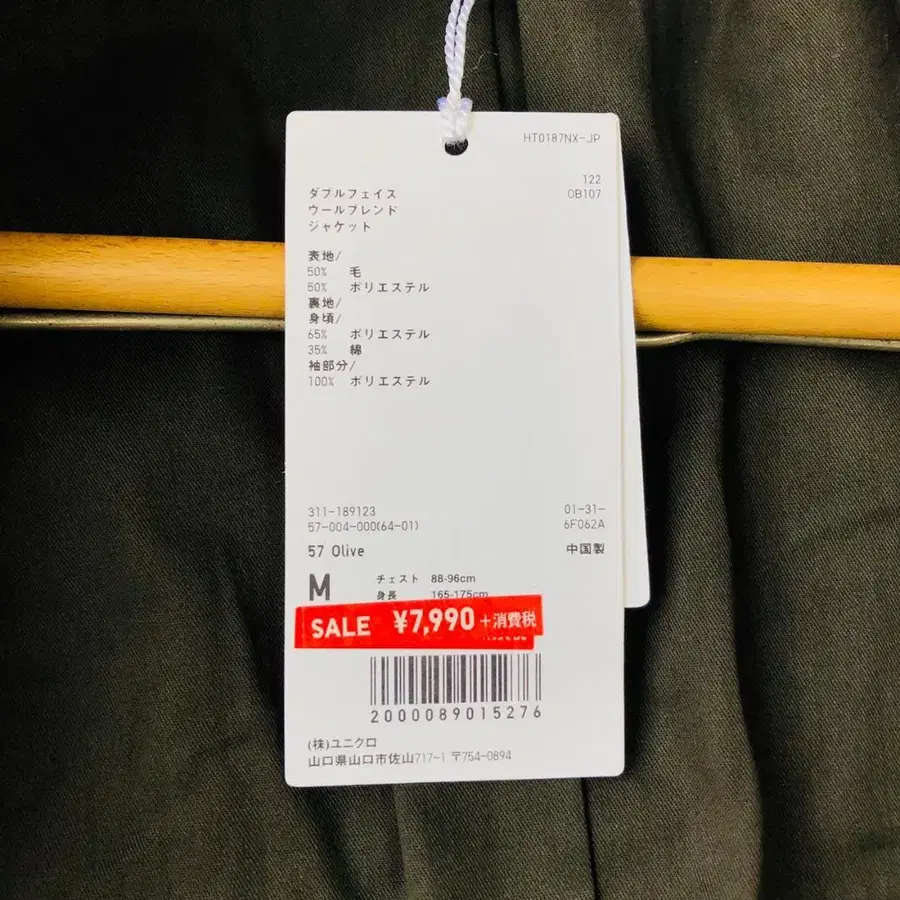 HT0187NX-JP
122
0B107
ダブルフェイス
ウールブレンド
ジャケット
表地/
50% 毛
50% ポリエステル
裏地/
身頃/
65% ポリエステル
35% 綿
袖部分/
100% ポリエステル
311-189123
57-004-000(64-01)
01-31-
6F062A
57 Olive
中国製
M
チェスト 88-96cm
身長 165-175cm
SALE ¥7,990 +消費税
2000089015276
(株)ユニクロ
山口県山口市佐山717-1 〒754-0894